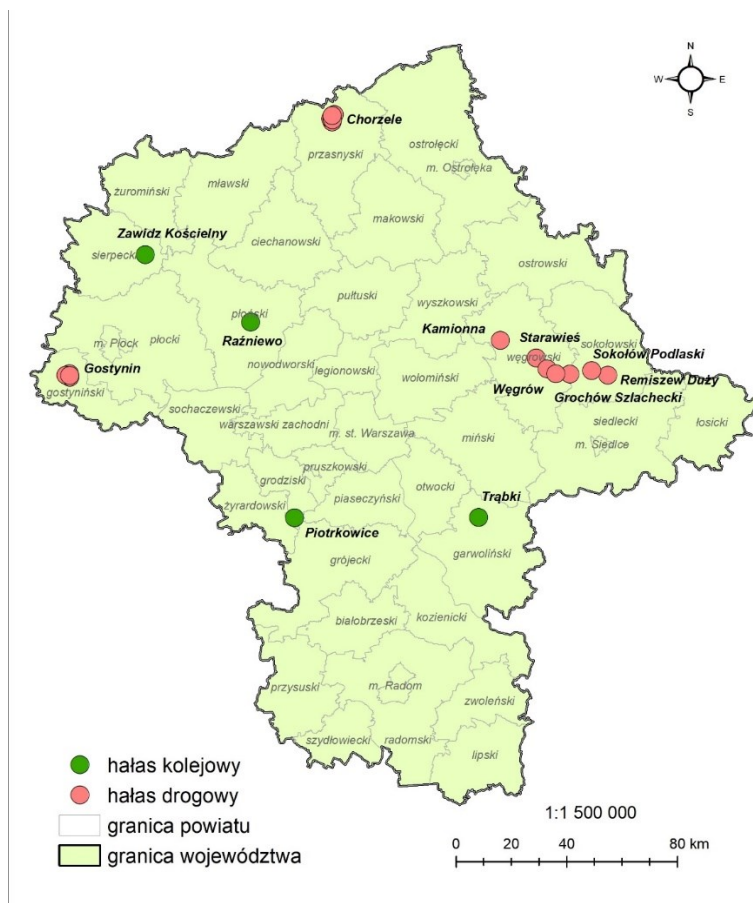 N
W E
S
Chorzele
ostrołęcki
przasnyski
m. Ostrołęka
mławski
żuromiński
makowski
Zawidz Kościelny
ciechanowski
sierpecki
ostrowski
pułtuski
wyszkowski
płoński
Kamionna
Starawieś
m. Płock
płocki
Raźniewo
sokołowski
węgrowski
Sokołów Podlaski
nowodworski
legionowski
Gostynin
wołomiński
Remiszew Duży
gostyniński
Węgrów
Grochów Szlachecki
sochaczewski
siedlecki
warszawski zachodni
łosicki
m. st. Warszawa
miński
m. Siedlce
pruszkowski
grodziski
otwocki
żyrardowski
piaseczyński
Trąbki
Piotrkowice
garwoliński
grójecki
kozienicki
białobrzeski
m. Radom
przysuski
zwoleński
szydłowiecki
radomski
lipski
hałas kolejowy
hałas drogowy
granica powiatu
granica województwa
1:1 500 000
0 20 40 80 km